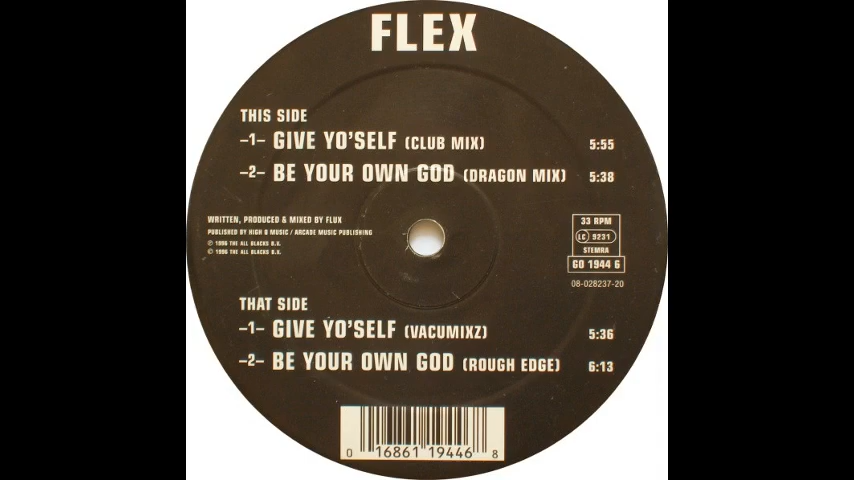 FLEX
THIS SIDE
-1- GIVE YO'SELF (CLUB MIX) 5:55
-2- BE YOUR OWN GOD (DRAGON MIX) 5:38
WRITTEN, PRODUCED & MIXED BY FLUX
PUBLISHED BY HIGH B MUSIC / ARCADE MUSIC PUBLISHING
℗ 1996 THE ALL BLACKS B.V.
© 1996 THE ALL BLACKS B.V.
33 RPM
LC 9231
STEMRA
GO 1944 6
08-028237-20
THAT SIDE
-1- GIVE YO'SELF (VACUMIXZ) 5:36
-2- BE YOUR OWN GOD (ROUGH EDGE) 6:13
0 16861 19446 8